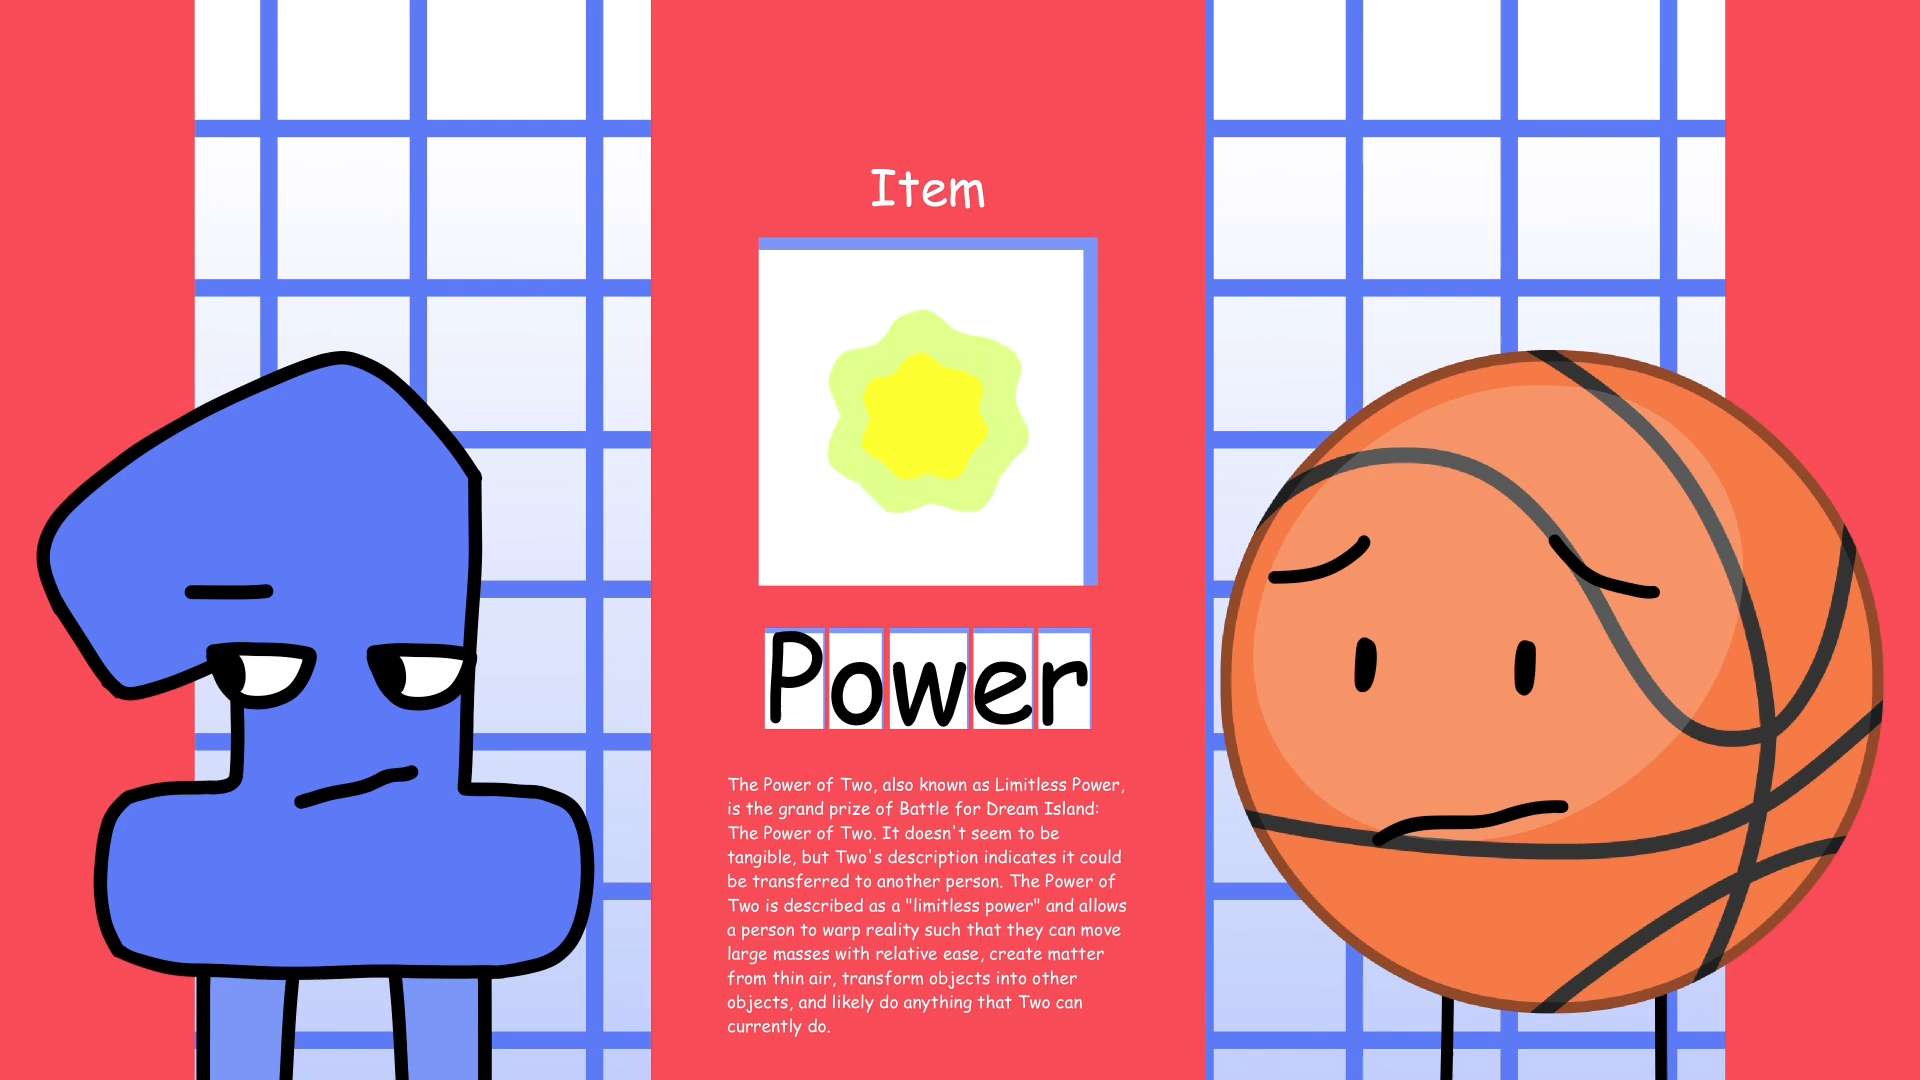 Item
Power
The Power of Two, also known as Limitless Power,
is the grand prize of Battle for Dream Island:
The Power of Two. It doesn't seem to be
tangible, but Two's description indicates it could
be transferred to another person. The Power of
Two is described as a "limitless power" and allows
a person to warp reality such that they can move
large masses with relative ease, create matter
from thin air, transform objects into other
objects, and likely do anything that Two can
currently do.